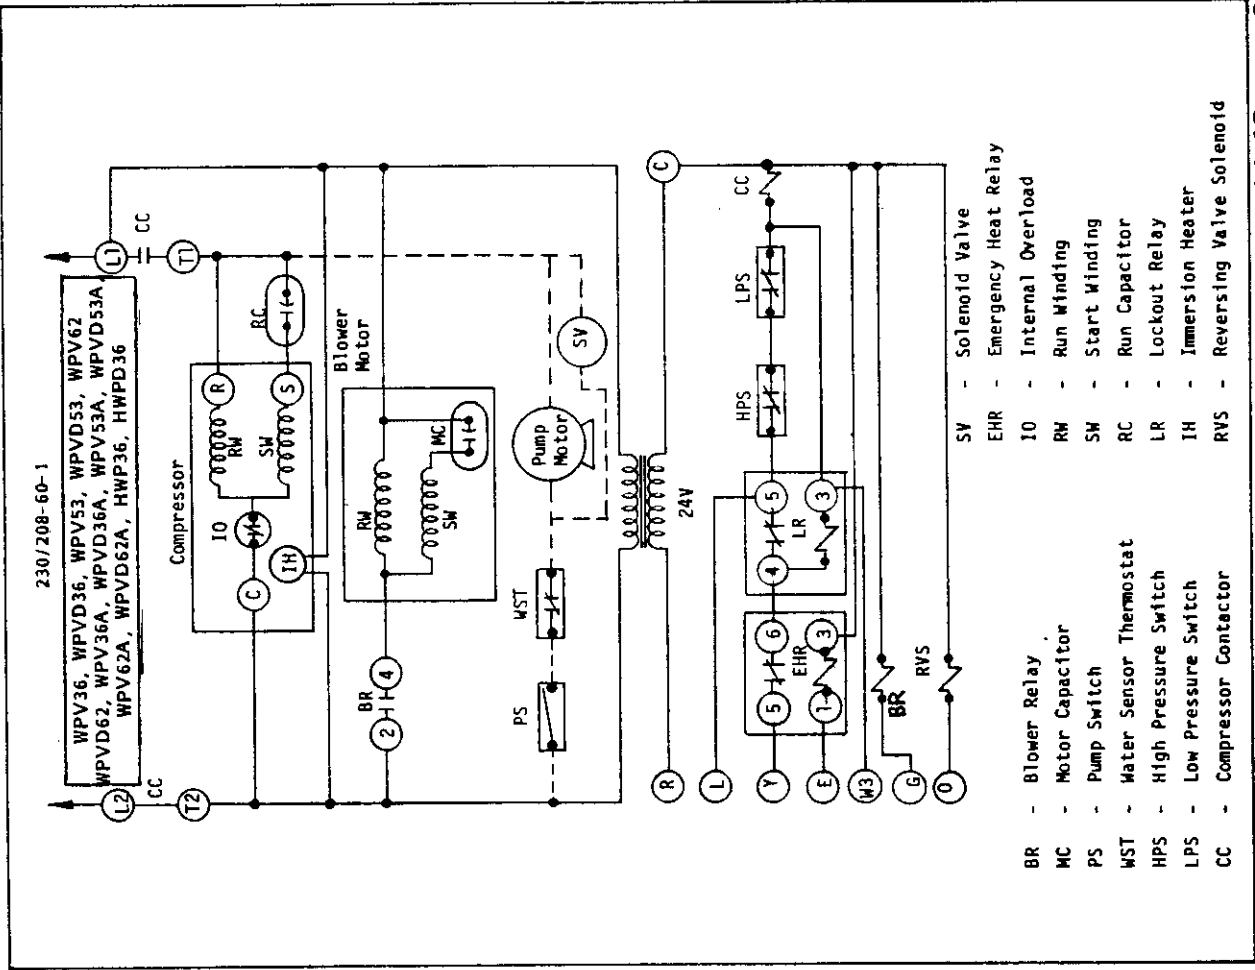 230/208-60-1
WPV36, WPVD36, WPV53, WPVD53, WPV62
WPVD62, WPV36A, WPVD36A, WPV53A, WPVD53A,
WPV62A, WPVD62A, HWP36, HWPD36
L2
CC
T2
L1
CC
T1
Compressor
IO
C
IH
RW
SW
R
S
RC
Blower
Motor
BR
2
4
RW
SW
MC
PS
WST
Pump
Motor
SV
24V
R
C
L
Y
E
W3
G
O
5
6
EHR
1
3
4
5
LR
3
HPS
LPS
CC
BR
RVS
BR - Blower Relay
MC - Motor Capacitor
PS - Pump Switch
WST - Water Sensor Thermostat
HPS - High Pressure Switch
LPS - Low Pressure Switch
CC - Compressor Contactor
SV - Solenoid Valve
EHR - Emergency Heat Relay
IO - Internal Overload
RW - Run Winding
SW - Start Winding
RC - Run Capacitor
LR - Lockout Relay
IH - Immersion Heater
RVS - Reversing Valve Solenoid